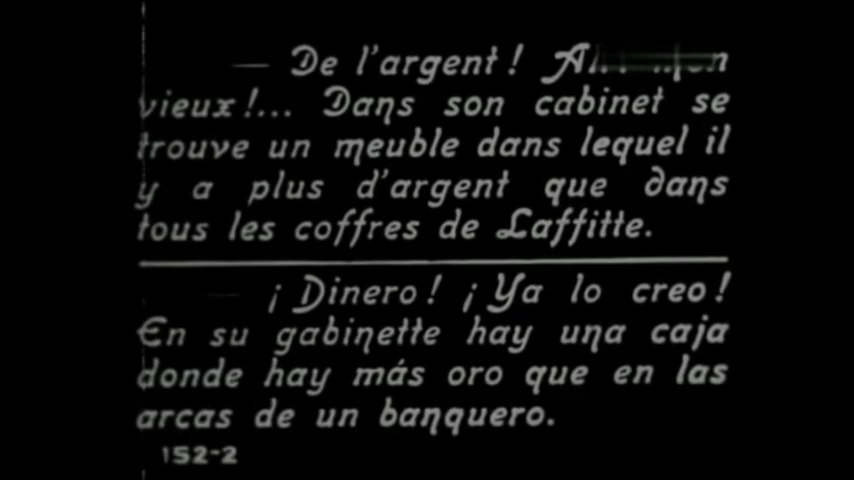 — De l'argent!
vieux!... Dans son cabinet se
trouve un meuble dans lequel il
y a plus d'argent que dans
tous les coffres de Laffitte.
— ¡Dinero! ¡Ya lo creo!
En su gabinette hay una caja
donde hay más oro que en las
arcas de un banquero.
152-2